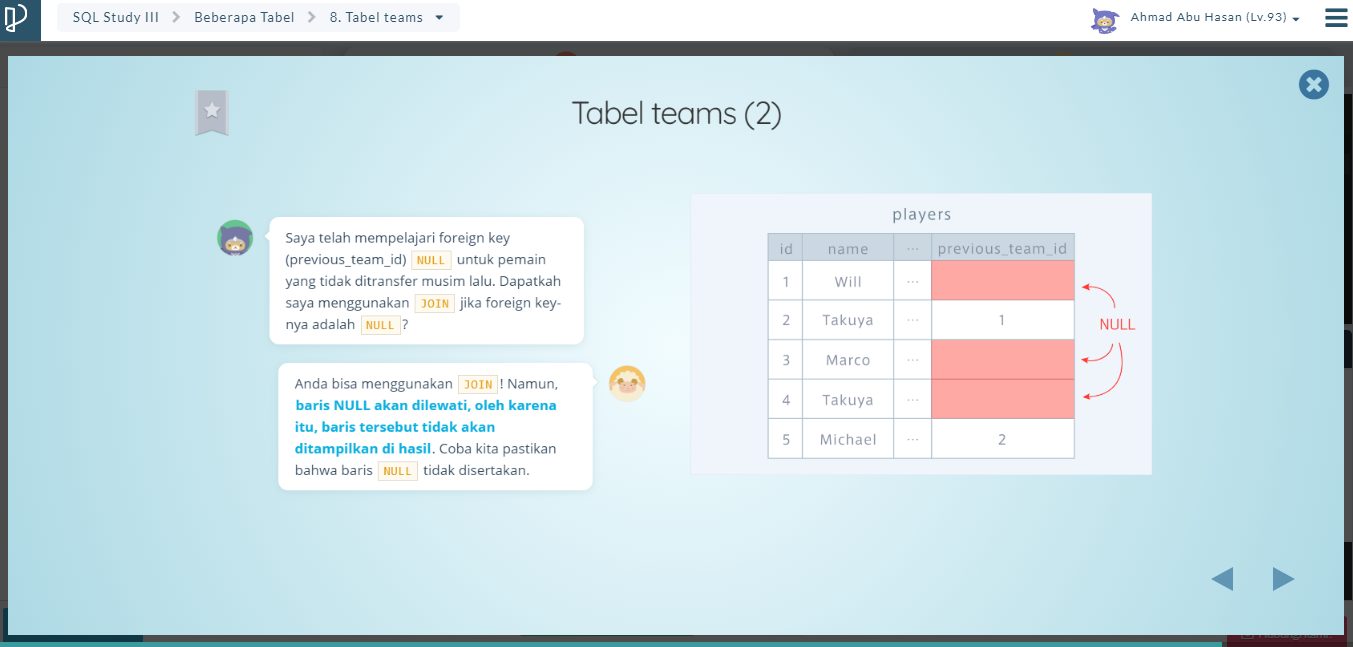 SQL Study III > Beberapa Tabel > 8. Tabel teams
Ahmad Abu Hasan (Lv.93)
Tabel teams (2)
Saya telah mempelajari foreign key
(previous_team_id) NULL untuk pemain
yang tidak ditransfer musim lalu. Dapatkah
saya menggunakan JOIN jika foreign key-
nya adalah NULL ?
Anda bisa menggunakan JOIN ! Namun,
baris NULL akan dilewati, oleh karena
itu, baris tersebut tidak akan
ditampilkan di hasil. Coba kita pastikan
bahwa baris NULL tidak disertakan.
players
id name ... previous_team_id
1 Will ...
2 Takuya ... 1
3 Marco ...
4 Takuya ...
5 Michael ... 2
NULL